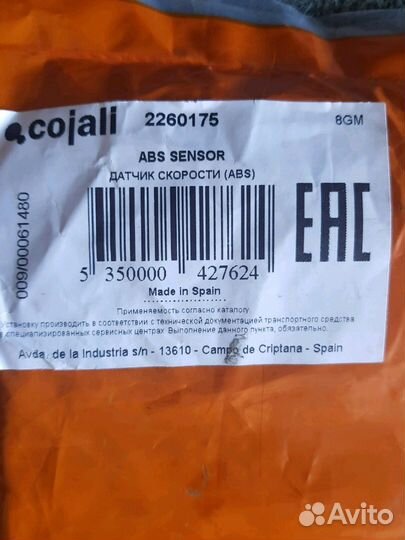 cojali 2260175 8GM
ABS SENSOR
ДАТЧИК СКОРОСТИ (ABS)
009/00061480
EAC
5 350000 427624
Made in Spain
Применяемость согласно каталогу
установку производить в соответствии с технической документацией транспортного средства
специализированных сервисных центрах. Выполнение данного пункта, обязательно.
Avda. de la Industria s/n - 13610 - Campo de Criptana - Spain
Avito